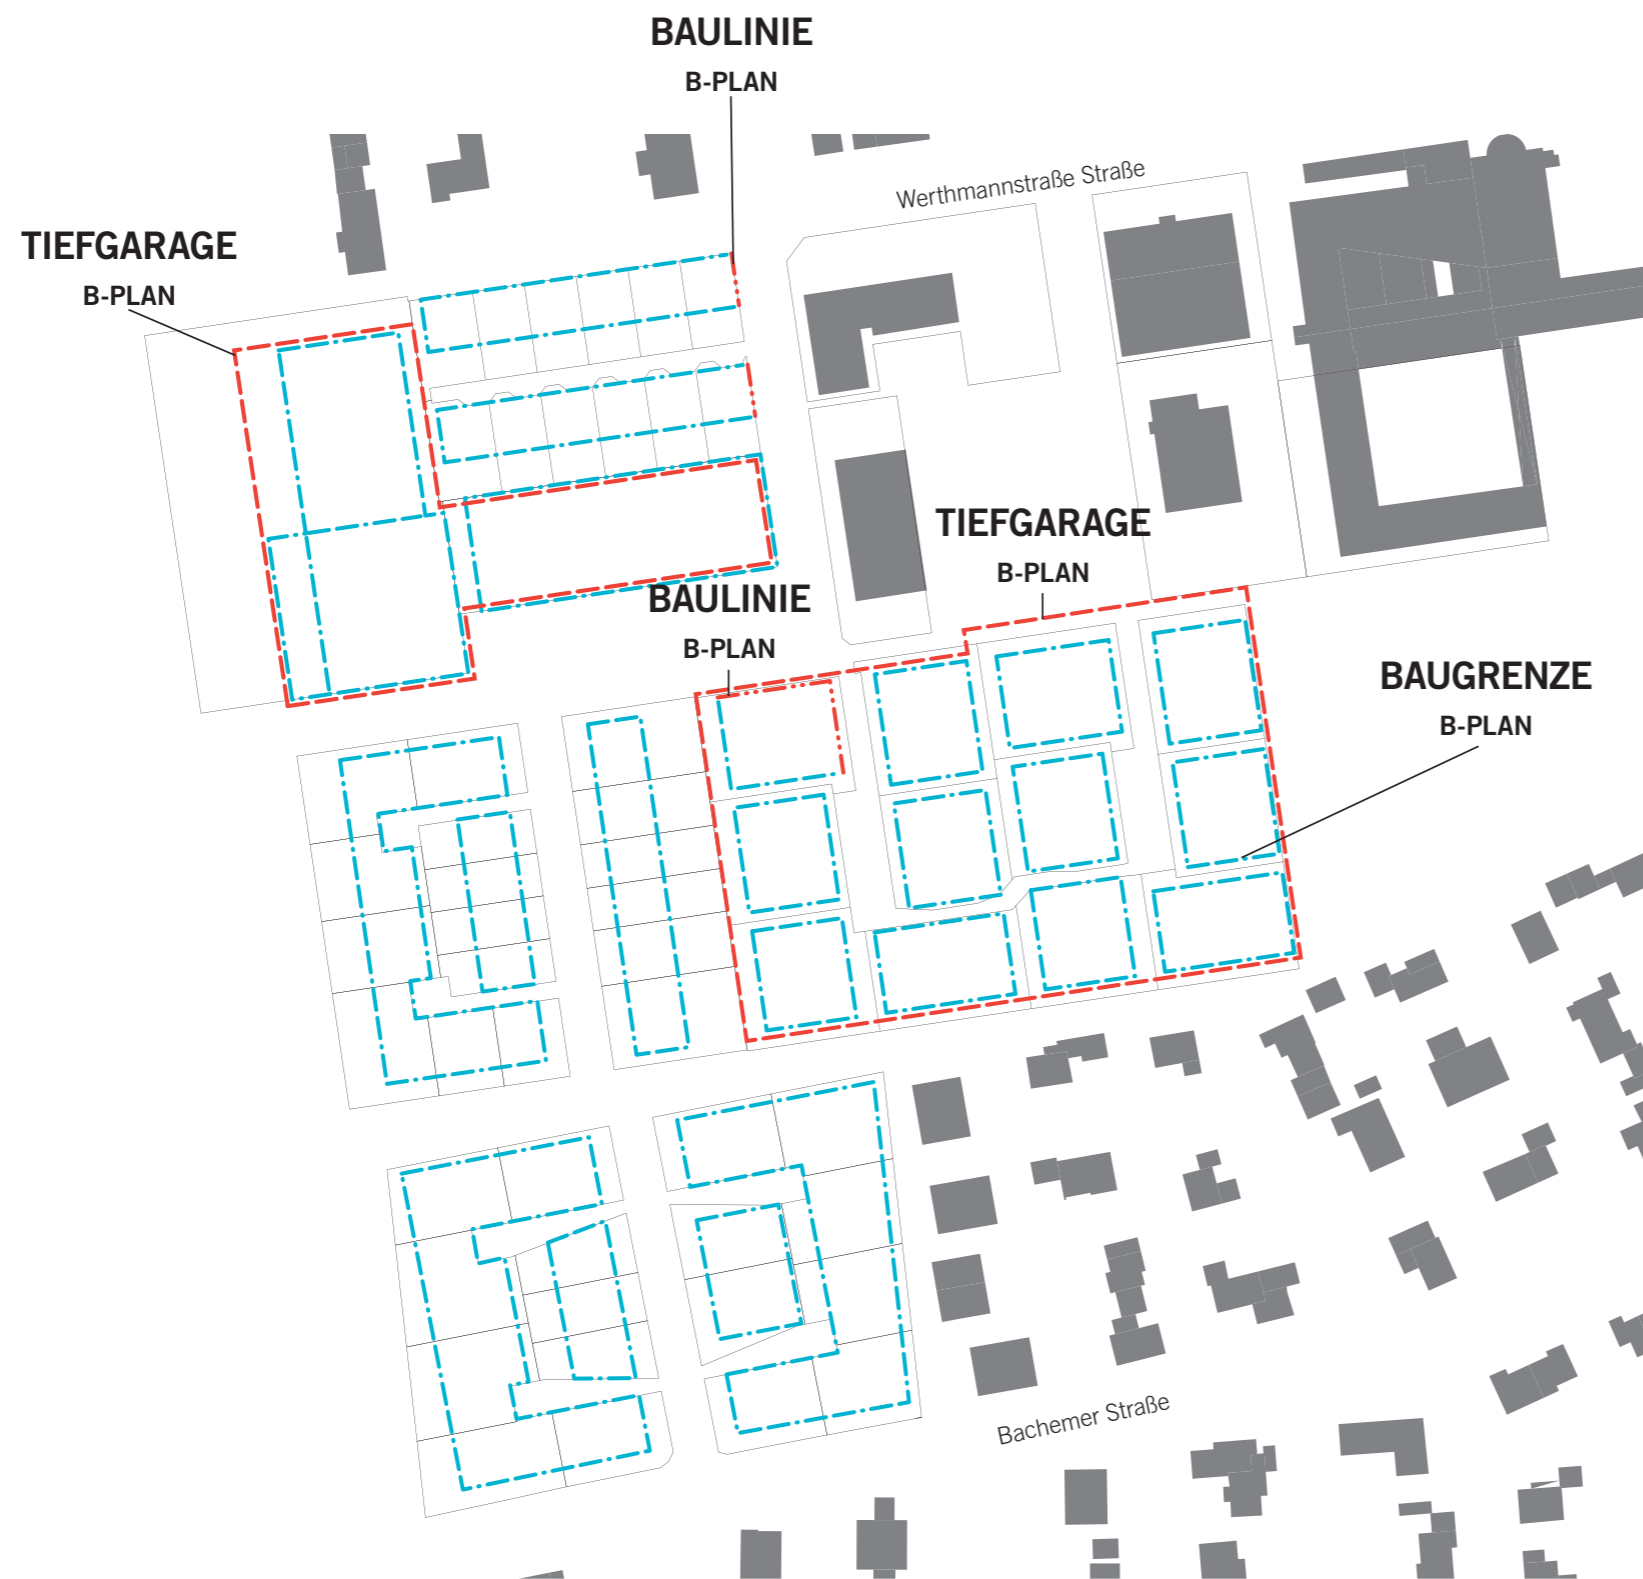 BAULINIE
B-PLAN
Werthmannstraße Straße
TIEFGARAGE
B-PLAN
TIEFGARAGE
B-PLAN
BAULINIE
B-PLAN
BAUGRENZE
B-PLAN
Bachemer Straße